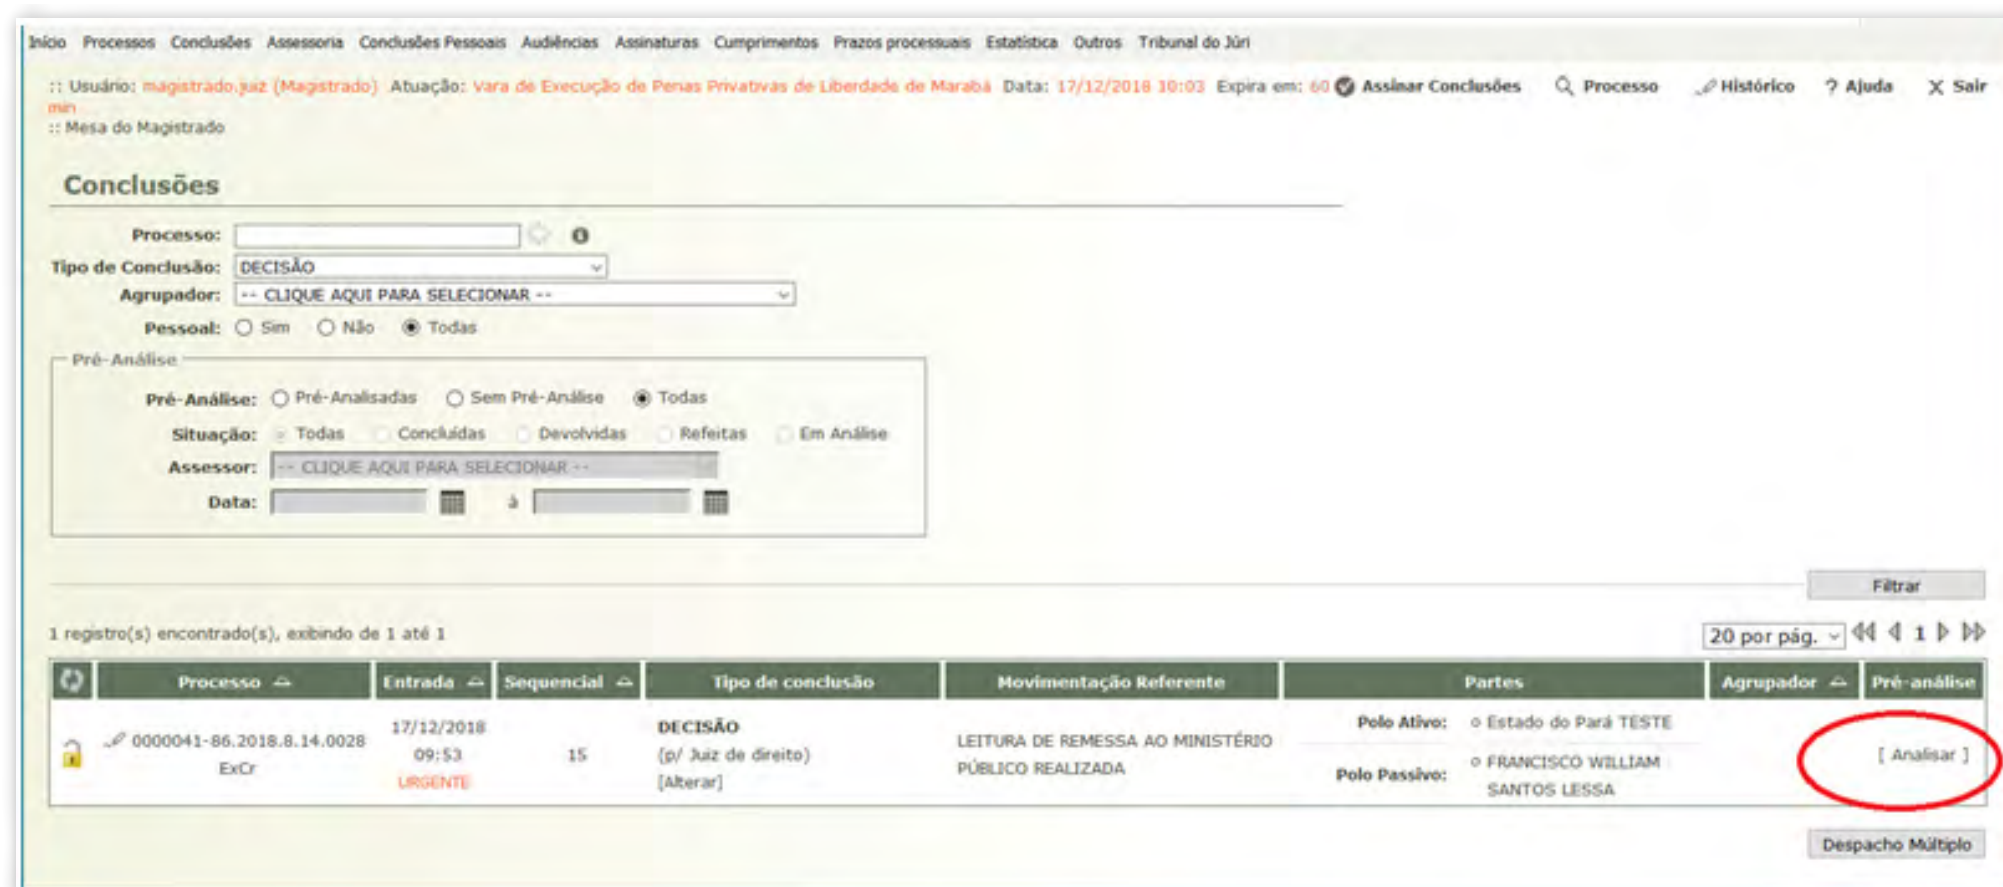 Início Processos Conclusões Assessoria Conclusões Pessoais Audiências Assinaturas Cumprimentos Prazos processuais Estatística Outros Tribunal do Júri
:: Usuário: magistrado.juiz (Magistrado) Atuação: Vara de Execução de Penas Privativas de Liberdade de Marabá Data: 17/12/2018 10:03 Expira em: 60 min
Assinar Conclusões Processo Histórico ? Ajuda X Sair
:: Mesa do Magistrado
Conclusões
Processo:
Tipo de Conclusão: DECISÃO
Agrupador: -- CLIQUE AQUI PARA SELECIONAR --
Pessoal: Sim Não Todas
Pré-Análise
Pré-Análise: Pré-Analisadas Sem Pré-Análise Todas
Situação: Todas Concluídas Devolvidas Refeitas Em Análise
Assessor: -- CLIQUE AQUI PARA SELECIONAR --
Data: à
Filtrar
1 registro(s) encontrado(s), exibindo de 1 até 1
20 por pág. 1
Processo Entrada Sequencial Tipo de conclusão Movimentação Referente Partes Agrupador Pré-análise
0000041-86.2018.8.14.0028
ExCr
17/12/2018
09:53
URGENTE
15
DECISÃO
(p/ Juiz de direito)
[Alterar]
LEITURA DE REMESSA AO MINISTÉRIO
PÚBLICO REALIZADA
Polo Ativo: Estado do Pará TESTE
Polo Passivo: FRANCISCO WILLIAM
SANTOS LESSA
[ Analisar ]
Despacho Múltiplo